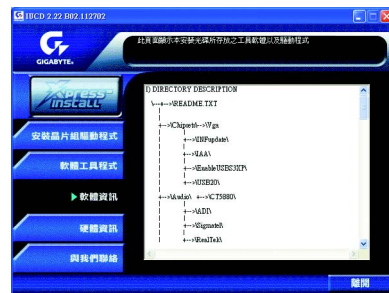 IUCD 2.22 B02.112702
GIGABYTE
此頁面顯示本安裝光碟所存放之工具軟體以及驅動程式
Xpress
INSTALL
安裝晶片組驅動程式
軟體工具程式
軟體資訊
硬體資訊
與我們聯絡
I) DIRECTORY DESCRIPTION
\--+-->README.TXT
|
+-->\Chipset\-->Vga
| +-->\INFupdate\
| +-->\IAA\
| +-->\EnableUSBS3XP\
| +-->\USB20\
+-->\Audio\ +-->\CT5880\
| +-->\ADI\
| +-->\Sigmatel\
| +-->\RealTek\
離開